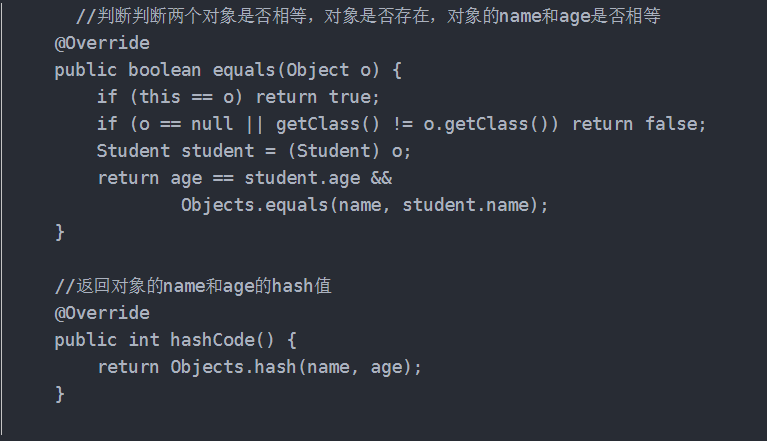 //判断判断两个对象是否相等，对象是否存在，对象的name和age是否相等
@Override
public boolean equals(Object o) {
if (this == o) return true;
if (o == null || getClass() != o.getClass()) return false;
Student student = (Student) o;
return age == student.age &&
Objects.equals(name, student.name);
}
//返回对象的name和age的hash值
@Override
public int hashCode() {
return Objects.hash(name, age);
}